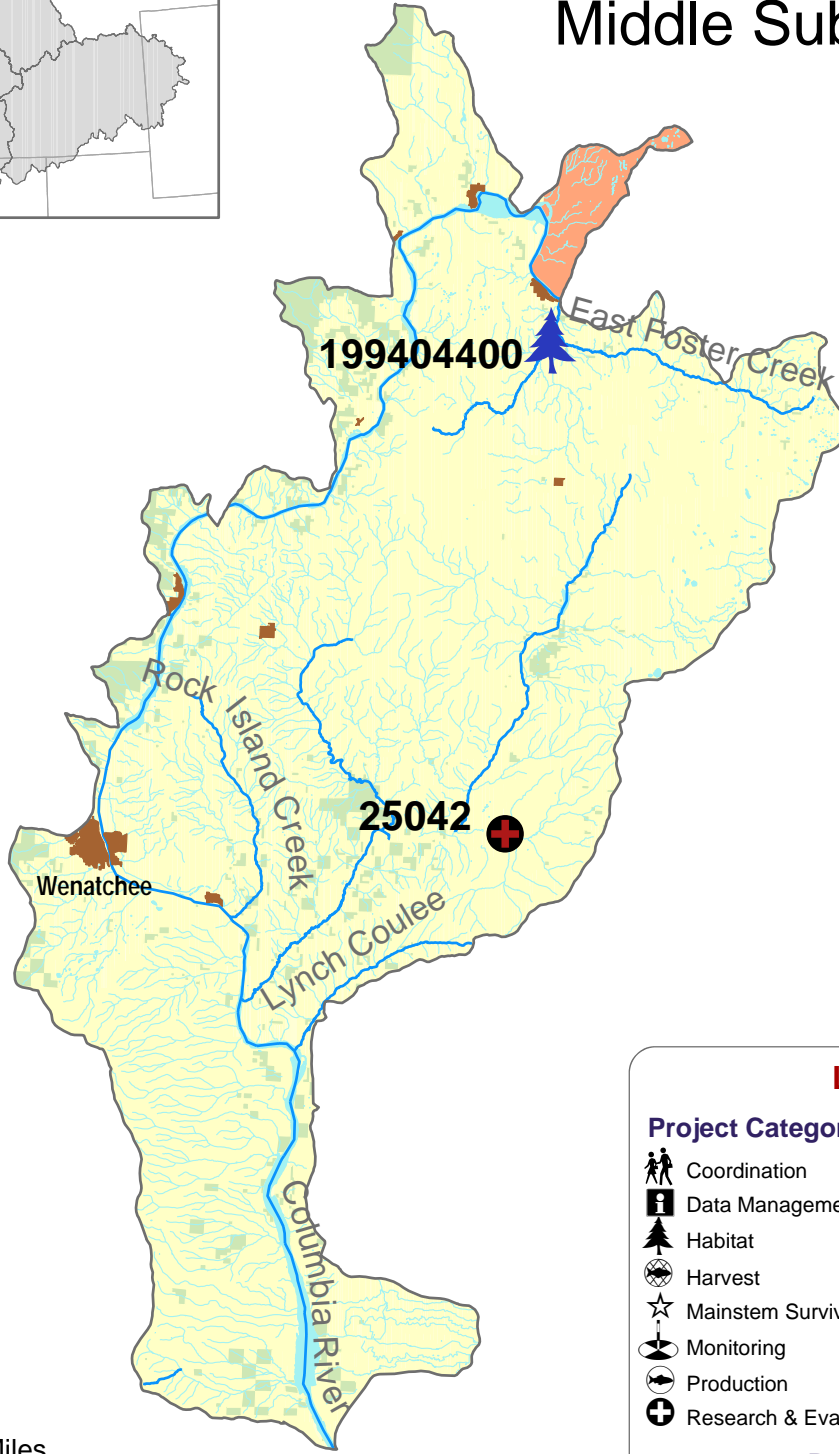 Middle Sub
East Foster Creek
199404400
Rock Island Creek
25042
Wenatchee
Lynch Coulee
Columbia River
Project Categor
Coordination
Data Manageme
Habitat
Harvest
Mainstem Surviv
Monitoring
Production
Research & Eva
Miles